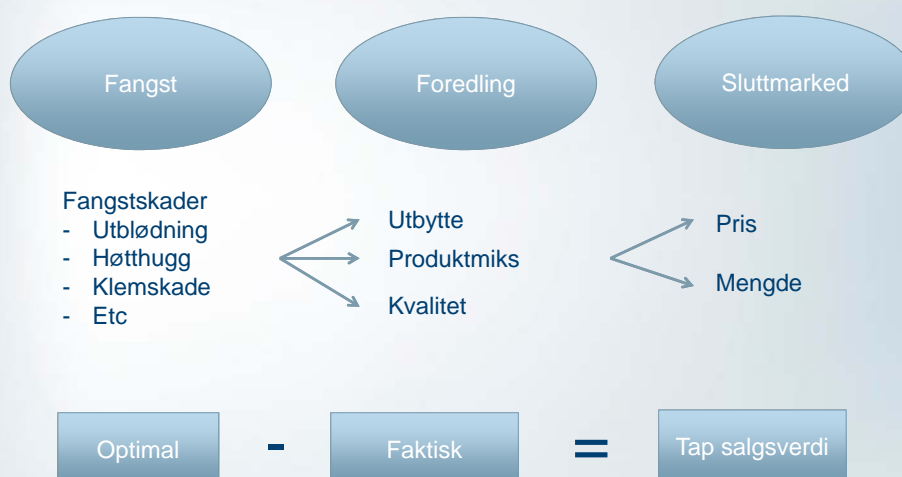 Fangst
Foredling
Sluttmarked
Fangstskader
- Utblødning
- Høtthugg
- Klemskade
- Etc
Utbytte
Produktmiks
Kvalitet
Pris
Mengde
Optimal
-
Faktisk
=
Tap salgsverdi